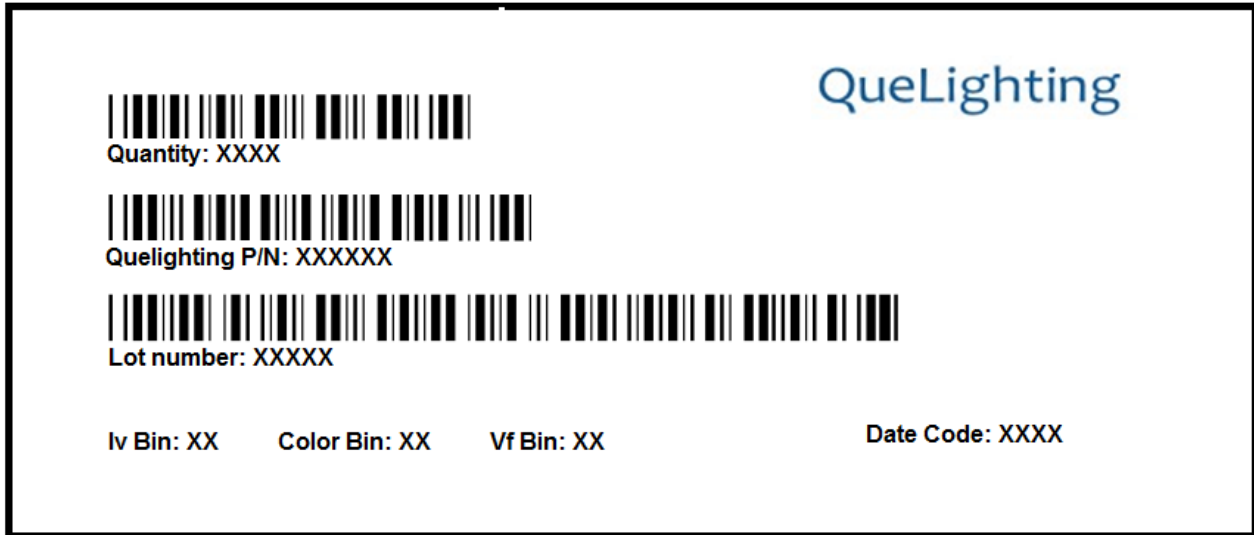 QueLighting
Quantity: XXXX
Quelighting P/N: XXXXXX
Lot number: XXXXX
Iv Bin: XX Color Bin: XX Vf Bin: XX Date Code: XXXX